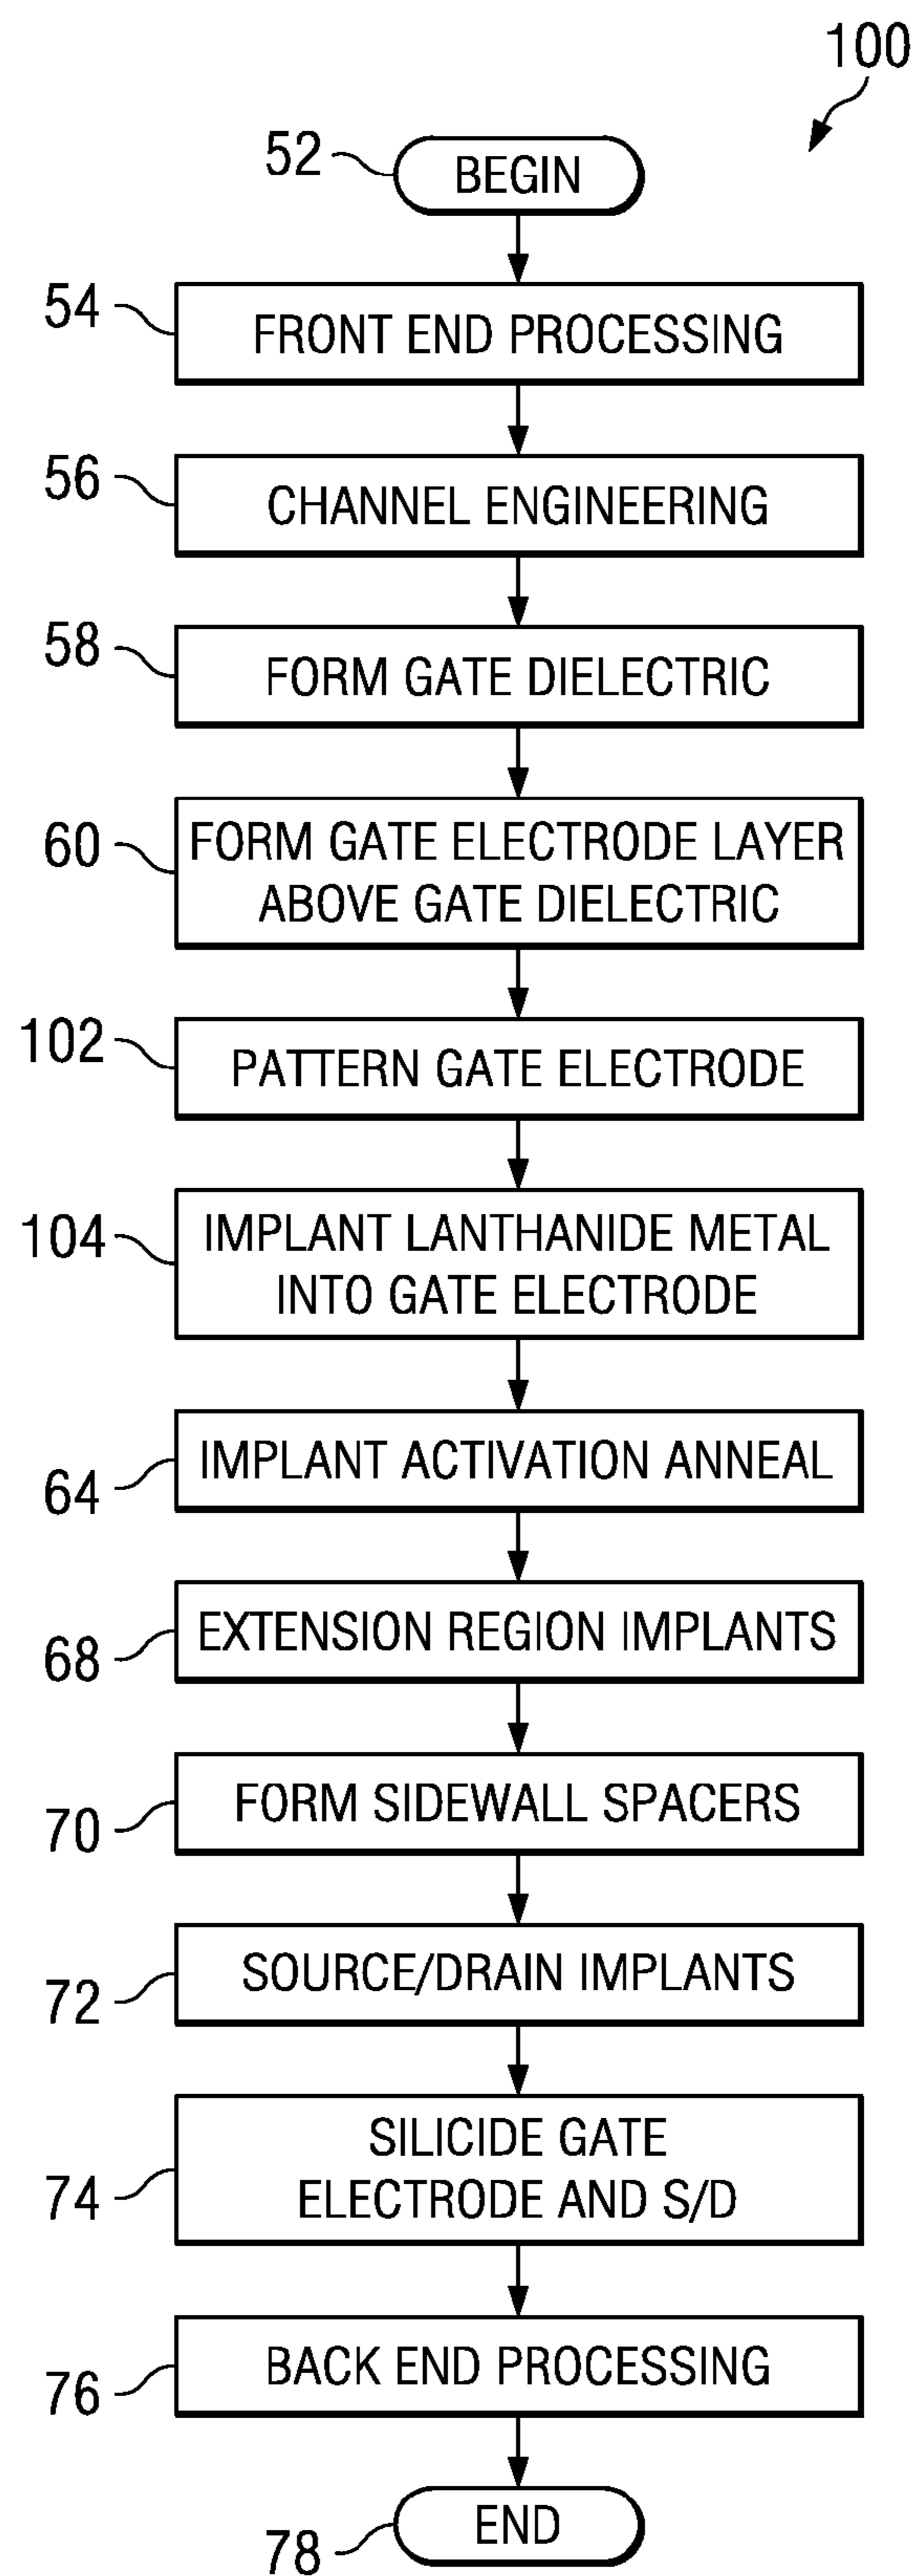 100
52
BEGIN
54
FRONT END PROCESSING
56
CHANNEL ENGINEERING
58
FORM GATE DIELECTRIC
60
FORM GATE ELECTRODE LAYER
ABOVE GATE DIELECTRIC
102
PATTERN GATE ELECTRODE
104
IMPLANT LANTHANIDE METAL
INTO GATE ELECTRODE
64
IMPLANT ACTIVATION ANNEAL
68
EXTENSION REGION IMPLANTS
70
FORM SIDEWALL SPACERS
72
SOURCE/DRAIN IMPLANTS
74
SILICIDE GATE
ELECTRODE AND S/D
76
BACK END PROCESSING
78
END